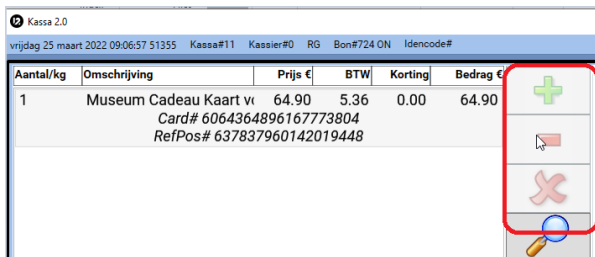 Kassa 2.0
vrijdag 25 maart 2022 09:06:57 51355 Kassa#11 Kassier#0 RG Bon#724 ON Idencode#
Aantal/kg Omschrijving Prijs € BTW Korting Bedrag €
1 Museum Cadeau Kaart 64.90 5.36 0.00 64.90
Card# 6064364896167773804
RefPos# 637837960142019448